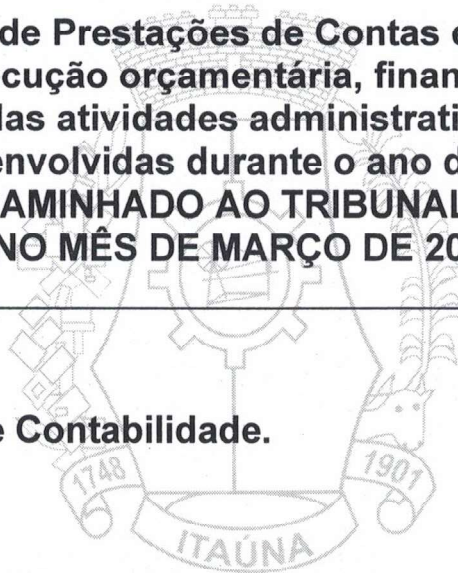 de Prestações de Contas
cução orçamentária, finan
das atividades administrati
envolvidas durante o ano d
AMINHADO AO TRIBUNAL
NO MÊS DE MARÇO DE 20
e Contabilidade.
1748
1901
ITAÚNA